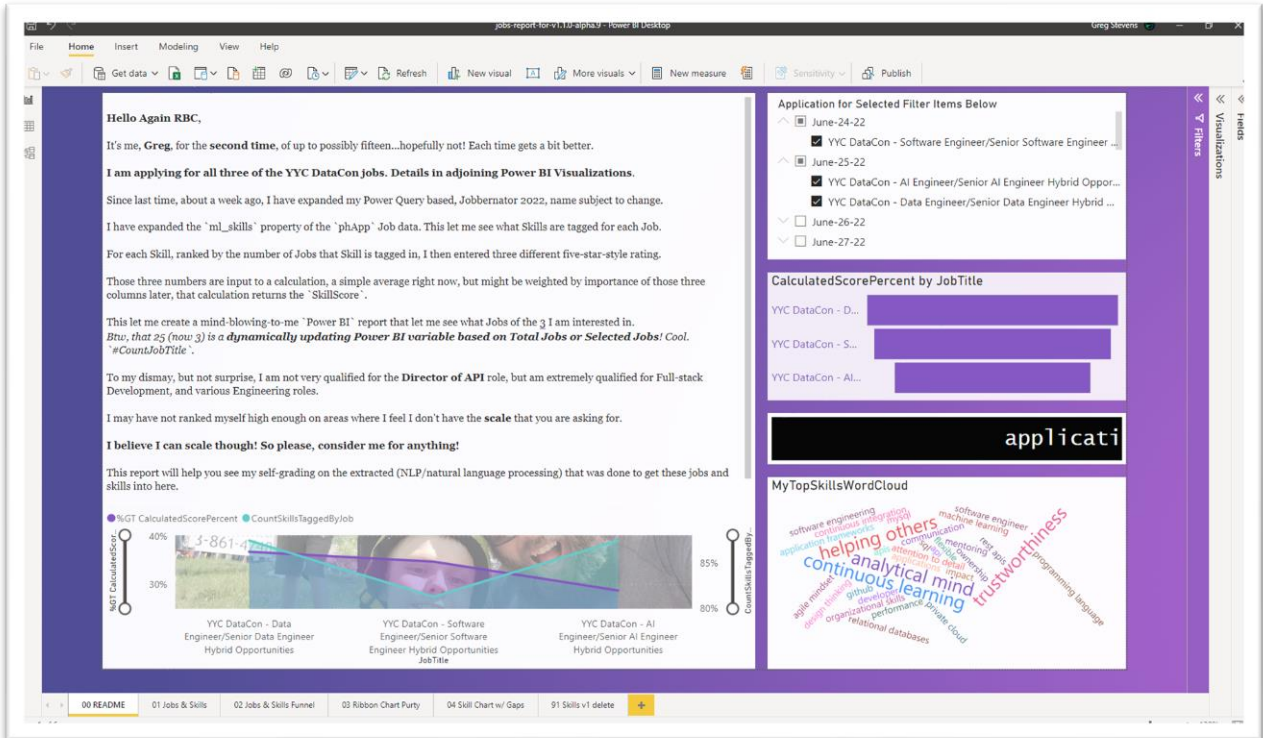 jobs-report-for-v1.1.0-alpha.9 - Power BI Desktop
Greg Stevens
File Home Insert Modeling View Help
Get data Refresh New visual More visuals New measure Sensitivity Publish
Hello Again RBC,
It's me, Greg, for the second time, of up to possibly fifteen...hopefully not! Each time gets a bit better.
I am applying for all three of the YYC DataCon jobs. Details in adjoining Power BI Visualizations.
Since last time, about a week ago, I have expanded my Power Query based, Jobbernator 2022, name subject to change.
I have expanded the `ml_skills` property of the `phApp` Job data. This let me see what Skills are tagged for each Job.
For each Skill, ranked by the number of Jobs that Skill is tagged in, I then entered three different five-star-style rating.
Those three numbers are input to a calculation, a simple average right now, but might be weighted by importance of those three
columns later, that calculation returns the `SkillScore`.
This let me create a mind-blowing-to-me `Power BI` report that let me see what Jobs of the 3 I am interested in.
Btw, that 25 (now 3) is a dynamically updating Power BI variable based on Total Jobs or Selected Jobs! Cool.
`#CountJobTitle`.
To my dismay, but not surprise, I am not very qualified for the Director of API role, but am extremely qualified for Full-stack
Development, and various Engineering roles.
I may have not ranked myself high enough on areas where I feel I don't have the scale that you are asking for.
I believe I can scale though! So please, consider me for anything!
This report will help you see my self-grading on the extracted (NLP/natural language processing) that was done to get these jobs and
skills into here.
%GT CalculatedScorePercent CountSkillsTaggedByJob
%GT CalculatedScor...
40%
30%
3-861-4740
85%
80%
CountSkillsTaggedBy...
YYC DataCon - Data
Engineer/Senior Data Engineer
Hybrid Opportunities
YYC DataCon - Software
Engineer/Senior Software
Engineer Hybrid Opportunities
YYC DataCon - AI
Engineer/Senior AI Engineer
Hybrid Opportunities
JobTitle
Application for Selected Filter Items Below
June-24-22
YYC DataCon - Software Engineer/Senior Software Engineer ...
June-25-22
YYC DataCon - AI Engineer/Senior AI Engineer Hybrid Oppor...
YYC DataCon - Data Engineer/Senior Data Engineer Hybrid ...
June-26-22
June-27-22
CalculatedScorePercent by JobTitle
YYC DataCon - D...
YYC DataCon - S...
YYC DataCon - AI...
applicati
MyTopSkillsWordCloud
software engineering
continuous integration
mysql
application frameworks
helping others
communication
machine learning
software engineer
mentoring
rest apis
trustworthiness
programming language
apis
sql
api
flexible
ownership
attention to detail
applications
impact
analytical mind
continuous learning
agile mindset
design thinking
github
developer
organizational skills
performance
private cloud
organize
relational databases
Filters
Visualizations
Fields
00 README 01 Jobs & Skills 02 Jobs & Skills Funnel 03 Ribbon Chart Purty 04 Skill Chart w/ Gaps 91 Skills v1 delete